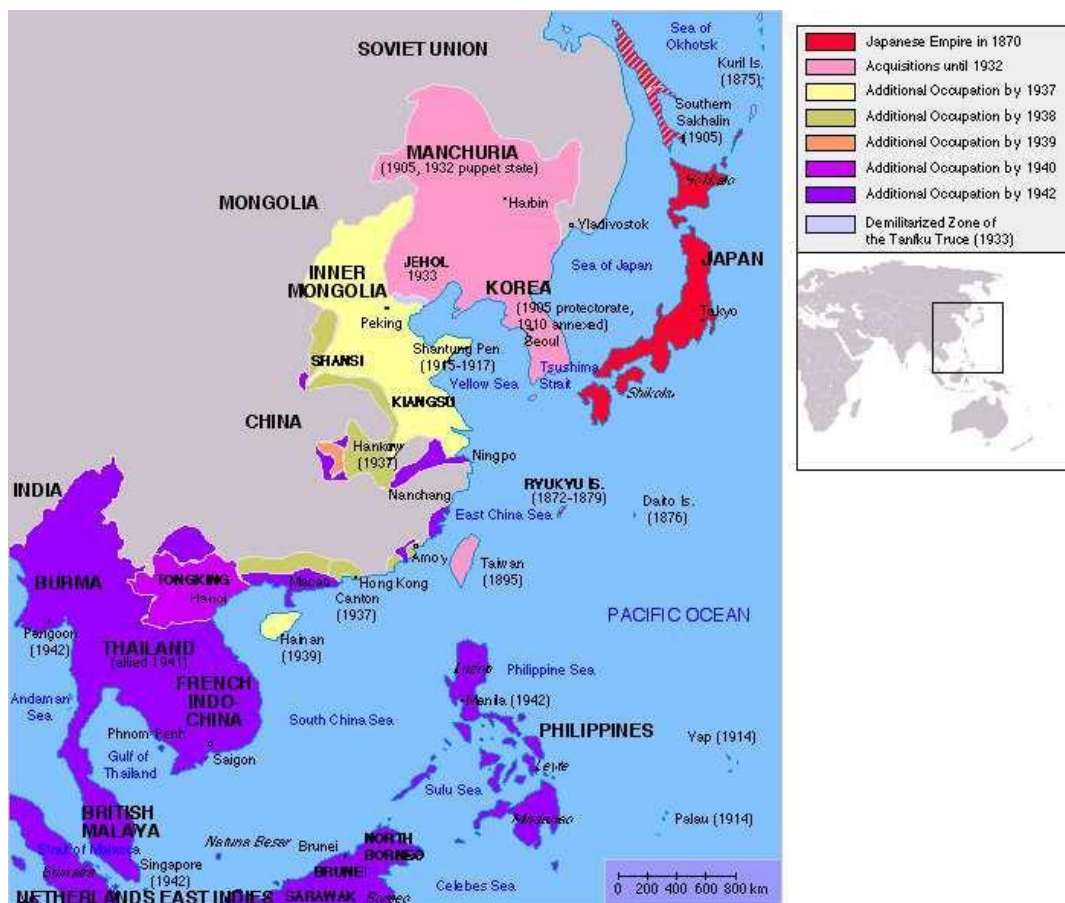 SOVIET UNION
Sea of
Okhotsk
Kuril Is.
(1875)
Southern
Sakhalin
(1905)
MANCHURIA
(1905, 1932 puppet state)
Hokkaido
Harbin
MONGOLIA
Vladivostok
JEHOL
1933
Sea of Japan
JAPAN
INNER
MONGOLIA
KOREA
(1905 protectorate,
1910 annexed)
Peking
Tokyo
Seoul
SHANSI
Shantung Pen.
(1915-1917)
Tsushima
Strait
Yellow Sea
Shikoku
KIANGSU
CHINA
Hankow
(1937)
Ningpo
Nanchang
INDIA
RYUKYU IS.
(1872-1879)
Daito Is.
(1876)
East China Sea
Amoy
Taiwan
(1895)
BURMA
TONGKING
Hanoi
Macao
Hong Kong
Canton
(1937)
PACIFIC OCEAN
Rangoon
(1942)
Hainan
(1939)
THAILAND
(allied 1941)
Luzon
Philippine Sea
FRENCH
INDO-
CHINA
Andaman
Sea
Manila (1942)
South China Sea
PHILIPPINES
Yap (1914)
Phnom-Penh
Saigon
Gulf of
Thailand
Leyte
Sulu Sea
BRITISH
MALAYA
Mindanao
Palau (1914)
Strait of Malacca
Natuna Besar
Brunei
NORTH
BORNEO
Sumatra
Singapore
(1942)
BRUNEI
Celebes Sea
NETHERLANDS EAST INDIES
SARAWAK
Borneo
0 200 400 600 800 km
Japanese Empire in 1870
Acquisitions until 1932
Additional Occupation by 1937
Additional Occupation by 1938
Additional Occupation by 1939
Additional Occupation by 1940
Additional Occupation by 1942
Demilitarized Zone of
the Tanku Truce (1933)